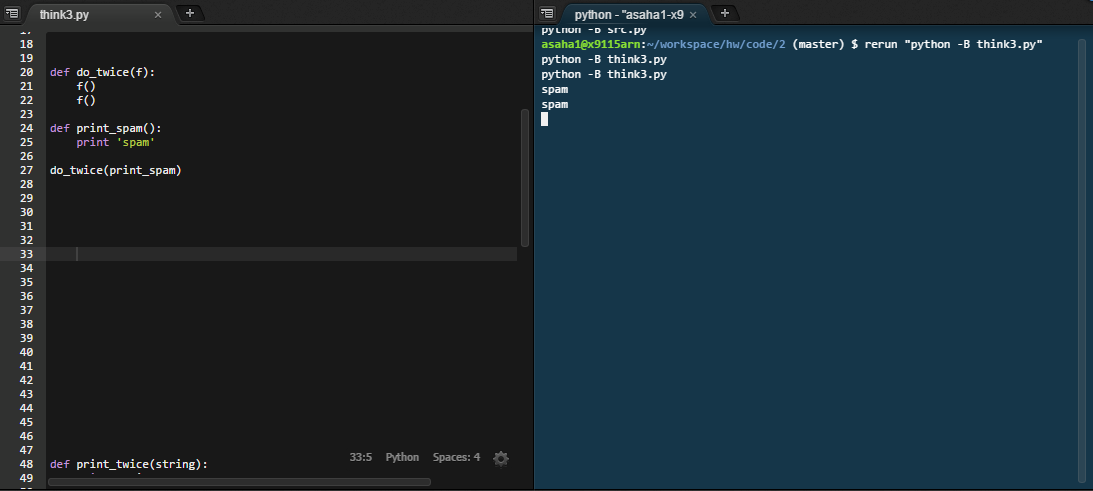 think3.py
17
18
19
20 def do_twice(f):
21     f()
22     f()
23
24 def print_spam():
25     print 'spam'
26
27 do_twice(print_spam)
28
29
30
31
32
33
34
35
36
37
38
39
40
41
42
43
44
45
46
47
48 def print_twice(string):
49
33:5 Python Spaces: 4
python - "asaha1-x9
python -B src.py
asaha1@x9115arn:~/workspace/hw/code/2 (master) $ rerun "python -B think3.py"
python -B think3.py
python -B think3.py
spam
spam